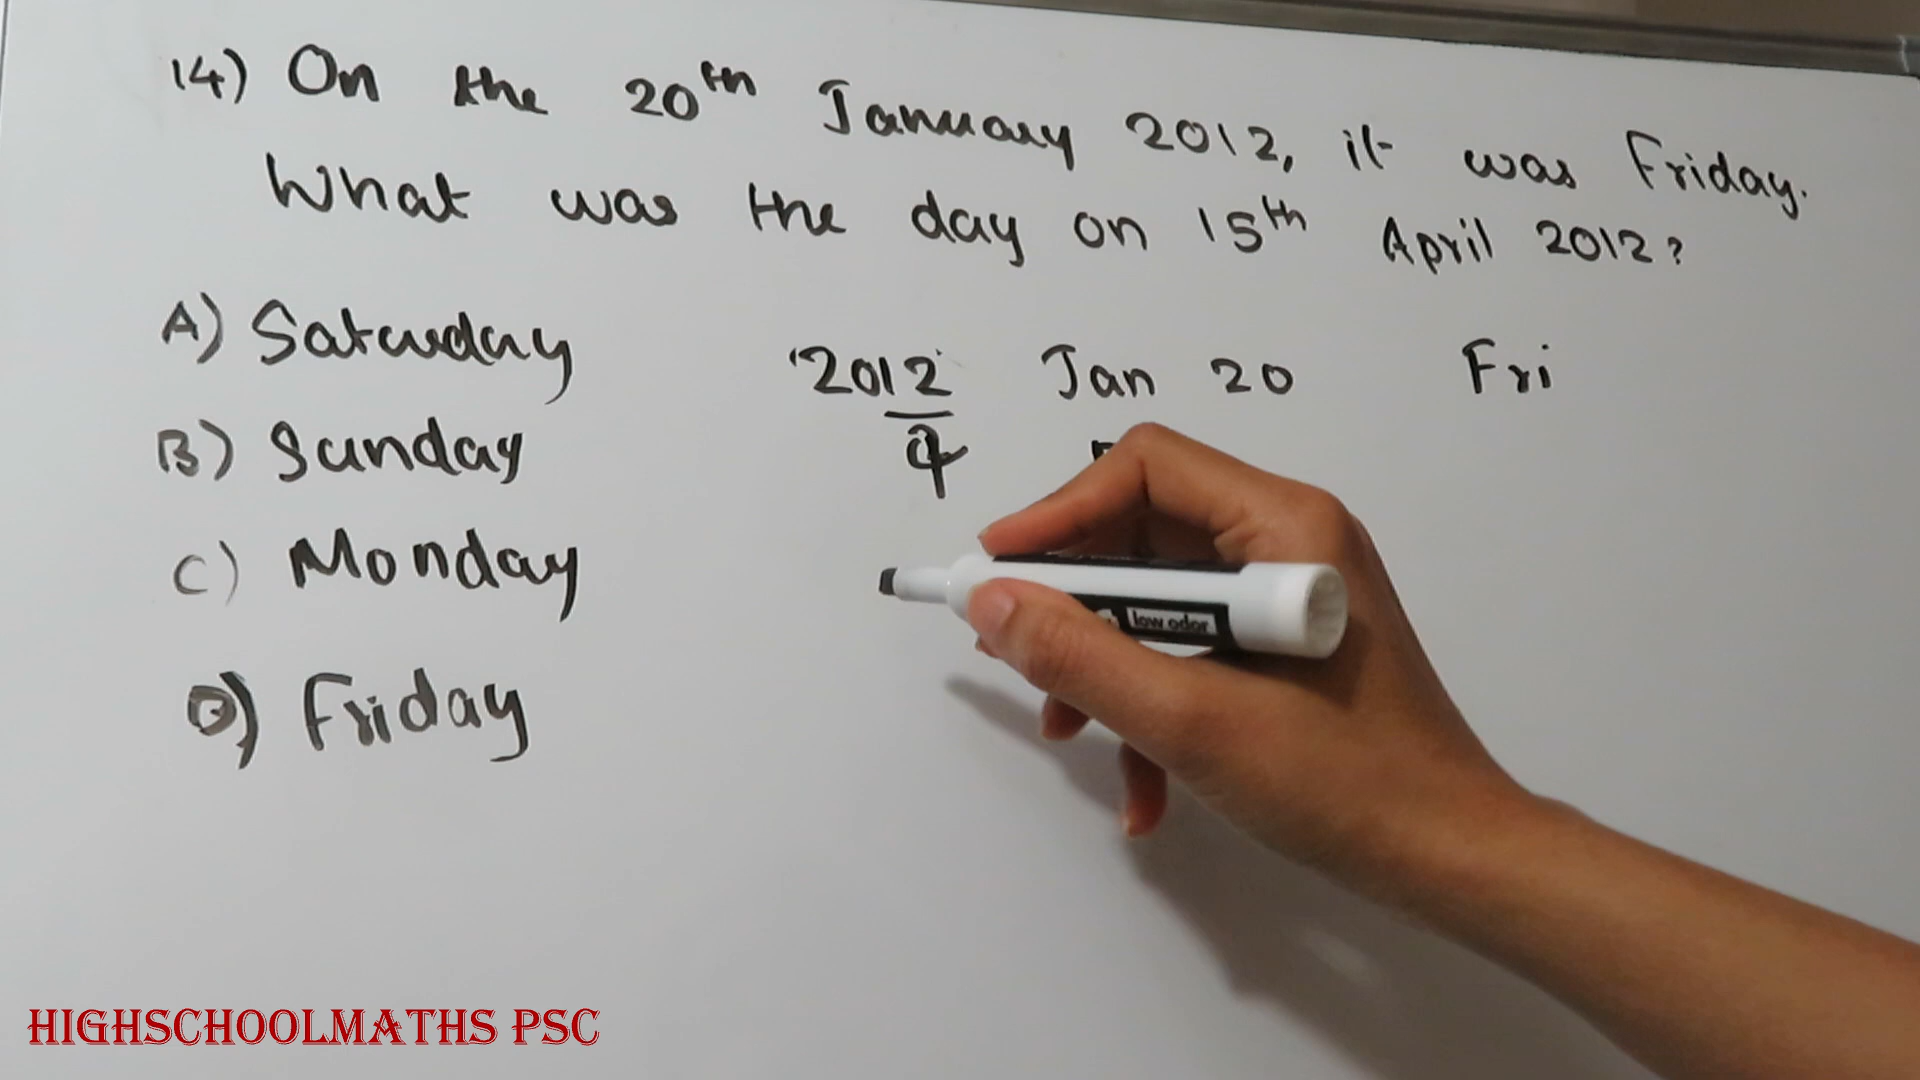 14) On the 20th January 2012, it was Friday.
What was the day on 15th April 2012?
A) Saturday
B) Sunday
C) Monday
D) Friday
2012 Jan 20 Fri
4
low odor
HIGHSCHOOLMATHS PSC